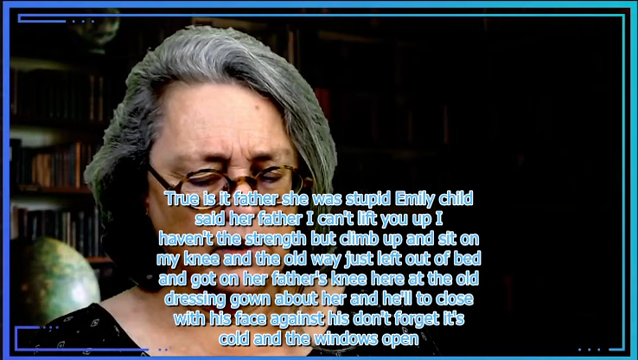 True is it father she was stupid Emily child
said her father I can't lift you up I
haven't the strength but climb up and sit on
my knee and the old way just left out of bed
and got on her father's knee here at the old
dressing gown about her and he'll to close
with his face against his don't forget it's
cold and the windows open